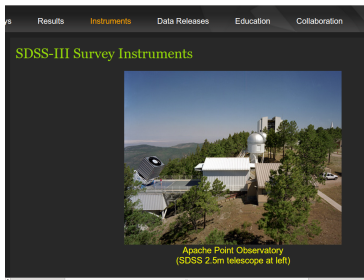 ys Results Instruments Data Releases Education Collaboration
SDSS-III Survey Instruments
Apache Point Observatory
(SDSS 2.5m telescope at left)